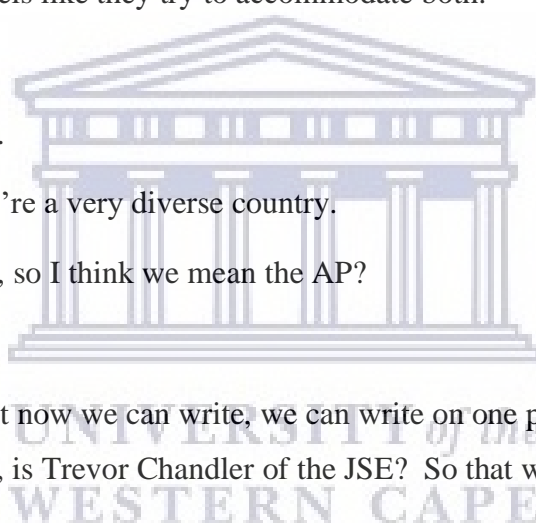 els like they try to accommodate both.
.
're a very diverse country.
, so I think we mean the AP?
t now we can write, we can write on one p
UNIVERSITY of the
, is Trevor Chandler of the JSE? So that w
WESTERN CAPE